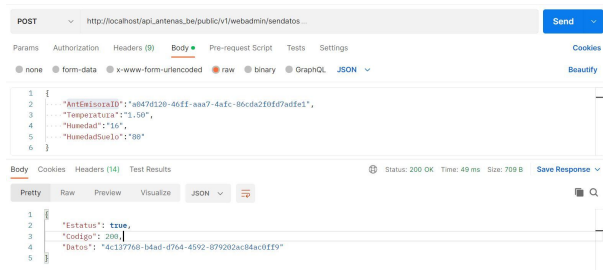 POST http://localhost/api_antenas_be/public/v1/webadmin/sendatos... Send
Params Authorization Headers (9) Body Pre-request Script Tests Settings Cookies
none form-data x-www-form-urlencoded raw binary GraphQL JSON Beautify
1 {
2 "AntEmisoraID":"a047d120-46ff-aaa7-4afc-86cda2f0fd7adfe1",
3 "Temperatura":"1.50",
4 "Humedad":"16",
5 "HumedadSuelo":"80"
6 }
Body Cookies Headers (14) Test Results Status: 200 OK Time: 49 ms Size: 709 B Save Response
Pretty Raw Preview Visualize JSON
1 {
2 "Estatus": true,
3 "Codigo": 200,
4 "Datos": "4c137768-b4ad-d764-4592-879202ac84ac0ff9"
5 }